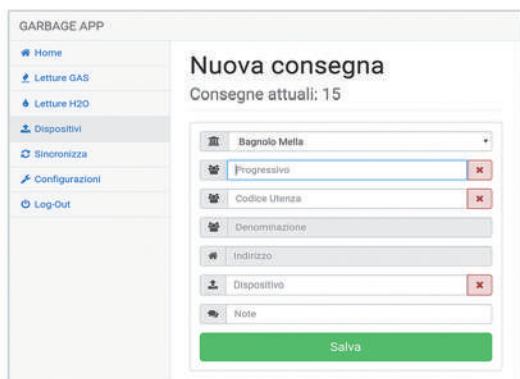 GARBAGE APP
Home
Letture GAS
Letture H2O
Dispositivi
Sincronizza
Configurazioni
Log-Out
Nuova consegna
Consegne attuali: 15
Bagnolo Mella
Progressivo
Codice Utenza
Denominazione
Indirizzo
Dispositivo
Note
Salva